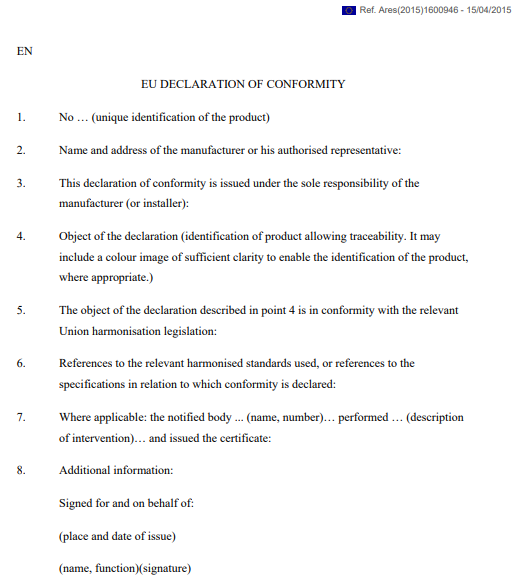 Ref. Ares(2015)1600946 - 15/04/2015
EN
EU DECLARATION OF CONFORMITY
1. No … (unique identification of the product)
2. Name and address of the manufacturer or his authorised representative:
3. This declaration of conformity is issued under the sole responsibility of the
manufacturer (or installer):
4. Object of the declaration (identification of product allowing traceability. It may
include a colour image of sufficient clarity to enable the identification of the product,
where appropriate.)
5. The object of the declaration described in point 4 is in conformity with the relevant
Union harmonisation legislation:
6. References to the relevant harmonised standards used, or references to the
specifications in relation to which conformity is declared:
7. Where applicable: the notified body ... (name, number)… performed … (description
of intervention)… and issued the certificate:
8. Additional information:
Signed for and on behalf of:
(place and date of issue)
(name, function)(signature)